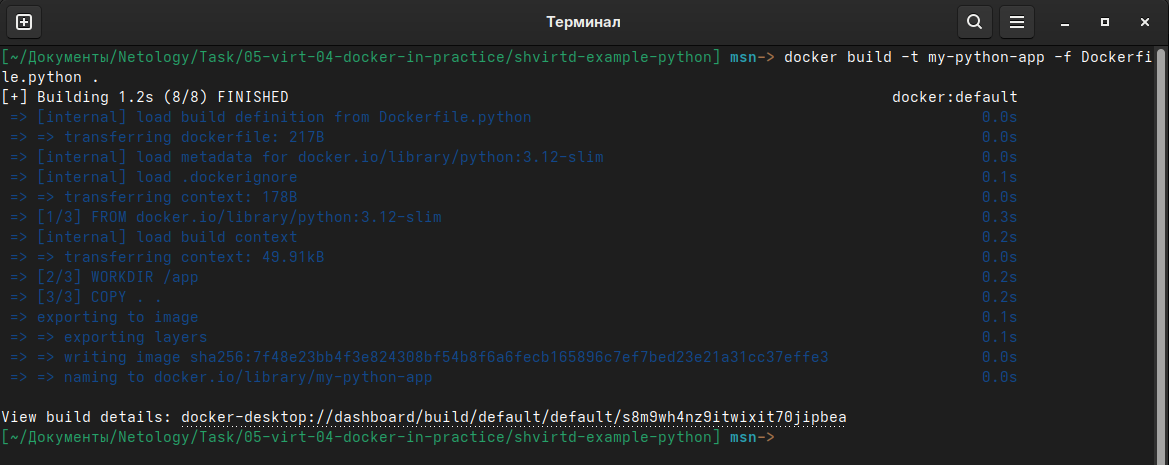 Терминал
[~/Документы/Netology/Task/05-virt-04-docker-in-practice/shvirtd-example-python] msn-> docker build -t my-python-app -f Dockerfi
le.python .
[+] Building 1.2s (8/8) FINISHED docker:default
=> [internal] load build definition from Dockerfile.python 0.0s
=> => transferring dockerfile: 217B 0.0s
=> [internal] load metadata for docker.io/library/python:3.12-slim 0.0s
=> [internal] load .dockerignore 0.1s
=> => transferring context: 178B 0.0s
=> [1/3] FROM docker.io/library/python:3.12-slim 0.3s
=> [internal] load build context 0.2s
=> => transferring context: 49.91kB 0.0s
=> [2/3] WORKDIR /app 0.2s
=> [3/3] COPY . . 0.2s
=> exporting to image 0.1s
=> => exporting layers 0.1s
=> => writing image sha256:7f48e23bb4f3e824308bf54b8f6a6fecb165896c7ef7bed23e21a31cc37effe3 0.0s
=> => naming to docker.io/library/my-python-app 0.0s
View build details: docker-desktop://dashboard/build/default/default/s8m9wh4nz9itwixit70jipbea
[~/Документы/Netology/Task/05-virt-04-docker-in-practice/shvirtd-example-python] msn->